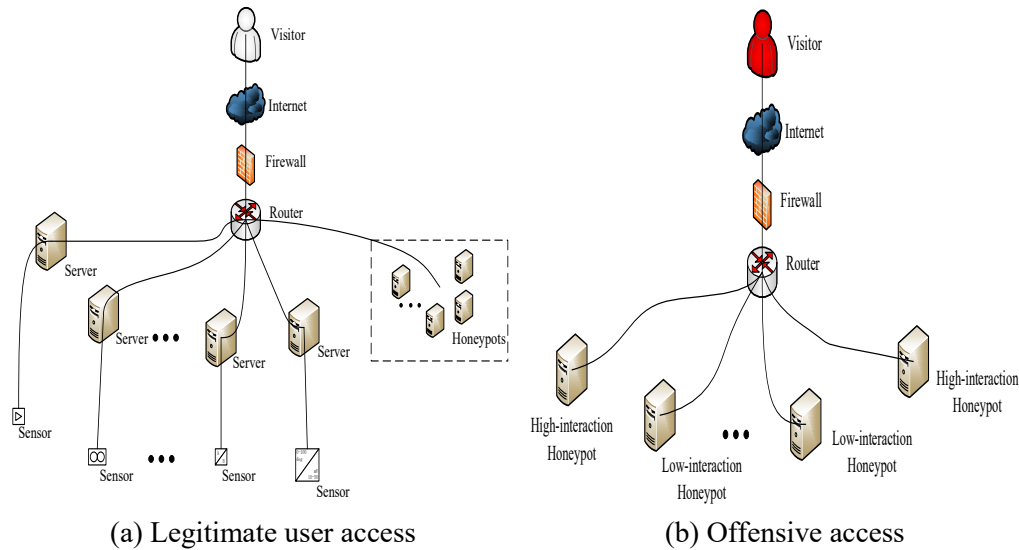 Visitor
Internet
Firewall
Router
Server
Server
Server
Server
Honeypots
Sensor
Sensor
Sensor
Sensor
(a) Legitimate user access
Visitor
Internet
Firewall
Router
High-interaction
Honeypot
Low-interaction
Honeypot
Low-interaction
Honeypot
High-interaction
Honeypot
(b) Offensive access